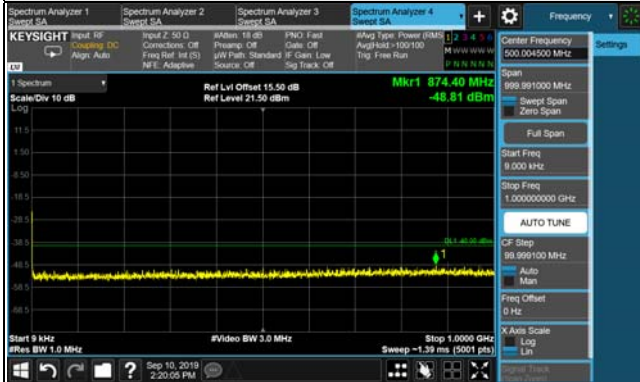 Spectrum Analyzer 1
Swept SA
Spectrum Analyzer 2
Swept SA
Spectrum Analyzer 3
Swept SA
Spectrum Analyzer 4
Swept SA
+
Frequency
KEYSIGHT
Input: RF
Coupling: DC
Align: Auto
Input Z: 50 Ω
Corrections: Off
Freq Ref: Int (S)
NFE: Adaptive
#Atten: 18 dB
Preamp: Off
µW Path: Standard
Source: Off
PNO: Fast
Gate: Off
IF Gain: Low
Sig Track: Off
#Avg Type: Power (RMS
Avg|Hold:>100/100
Trig: Free Run
1 2 3 4 5 6
M W W W W W
P N N N N N
LXI
Center Frequency
500.004500 MHz
Settings
1 Spectrum
Scale/Div 10 dB
Ref Lvl Offset 15.50 dB
Ref Level 21.50 dBm
Mkr1 874.40 MHz
-48.81 dBm
Span
999.991000 MHz
Swept Span
Zero Span
Log
11.5
1.50
-8.50
-18.5
-28.5
-38.5
-48.5
-58.5
-68.5
1
Full Span
Start Freq
9.000 kHz
Stop Freq
1.000000000 GHz
AUTO TUNE
CF Step
99.999100 MHz
Auto
Man
Freq Offset
0 Hz
X Axis Scale
Log
Lin
Signal Track
Start 9 kHz
#Res BW 1.0 MHz
#Video BW 3.0 MHz
Stop 1.0000 GHz
Sweep ~1.39 ms (5001 pts)
?
Sep 10, 2019
2:20:05 PM